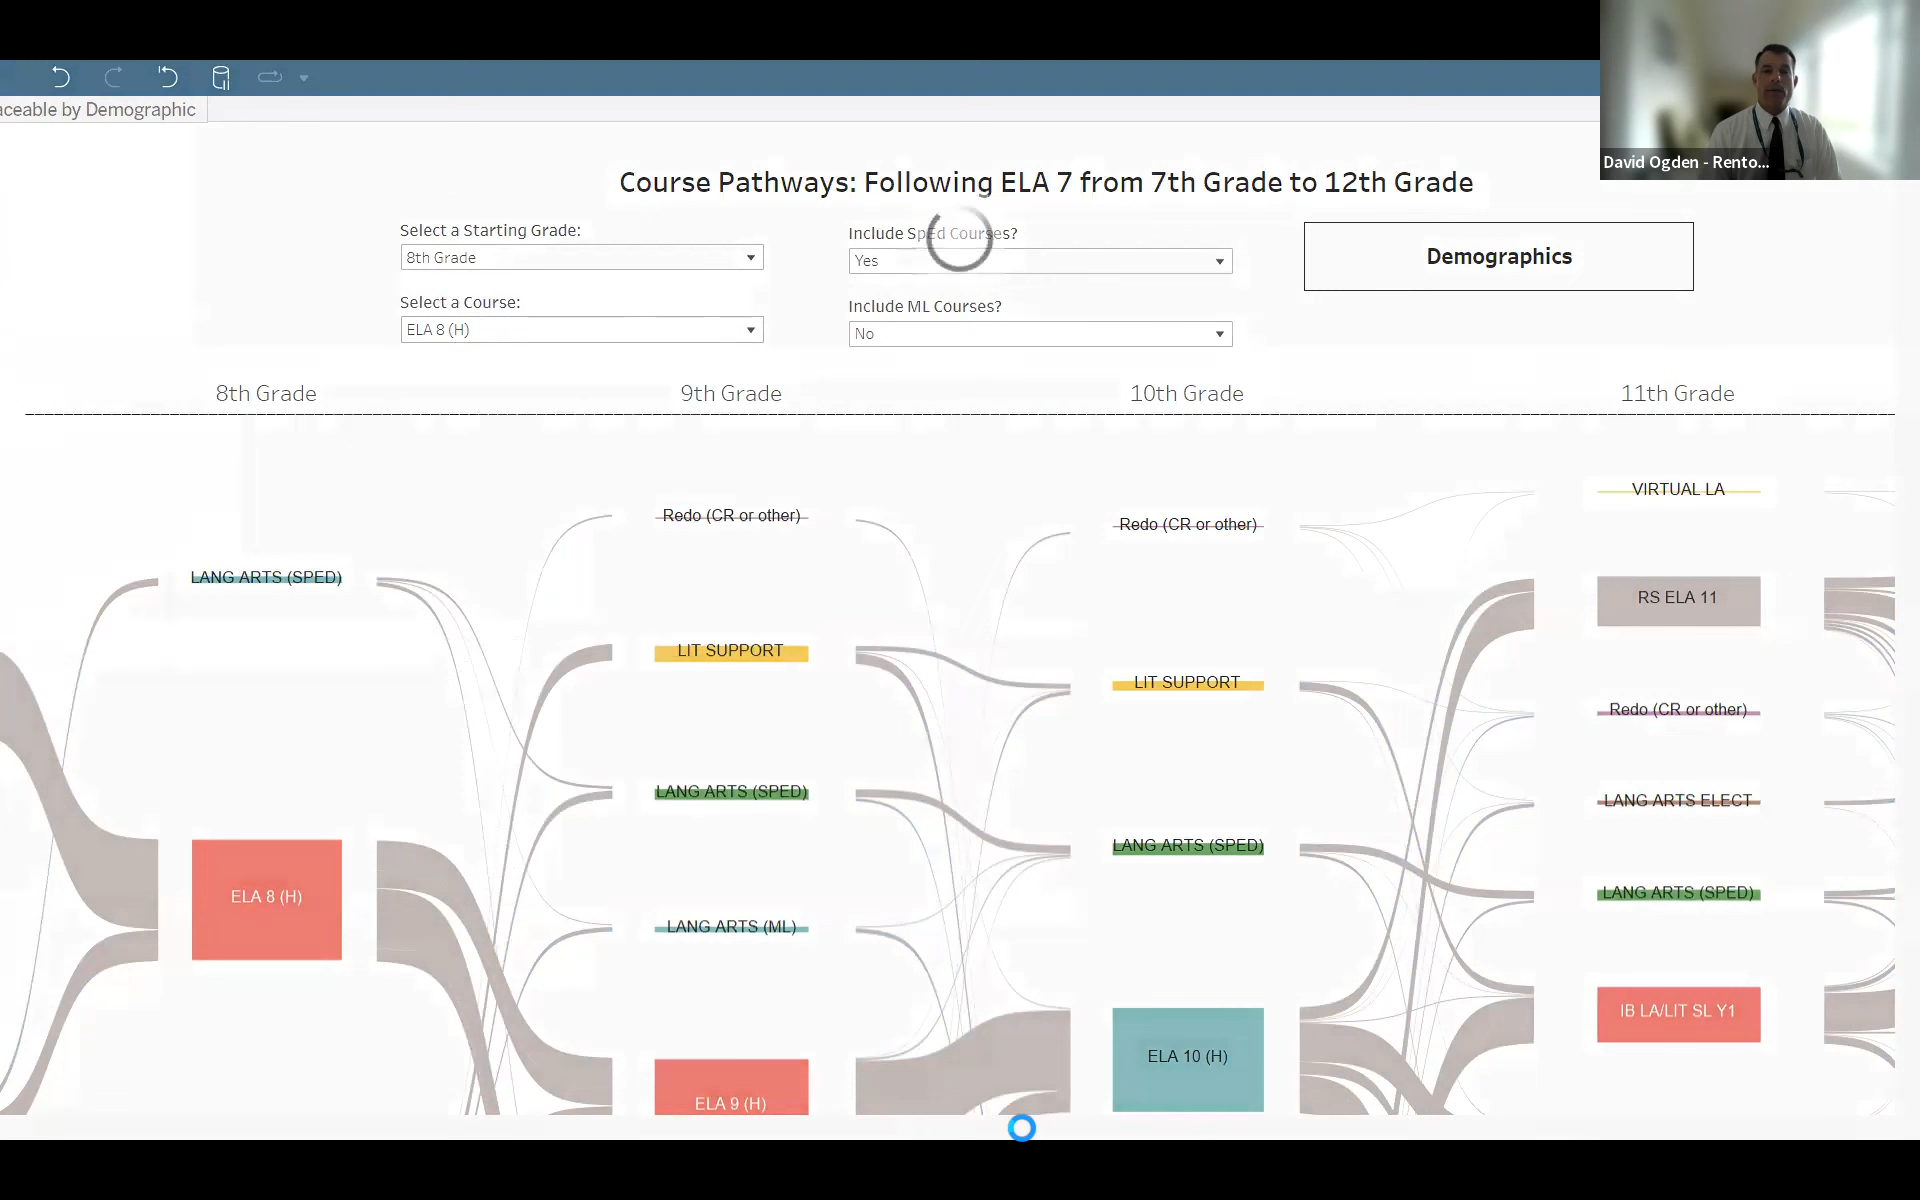 aceable by Demographic
David Ogden - Rento...
Course Pathways: Following ELA 7 from 7th Grade to 12th Grade
Select a Starting Grade:
8th Grade
Select a Course:
ELA 8 (H)
Include SpEd Courses?
Yes
Include ML Courses?
No
Demographics
8th Grade
9th Grade
10th Grade
11th Grade
LANG ARTS (SPED)
ELA 8 (H)
Redo (CR or other)
LIT SUPPORT
LANG ARTS (SPED)
LANG ARTS (ML)
ELA 9 (H)
Redo (CR or other)
LIT SUPPORT
LANG ARTS (SPED)
ELA 10 (H)
VIRTUAL LA
RS ELA 11
Redo (CR or other)
LANG ARTS ELECT
LANG ARTS (SPED)
IB LA/LIT SL Y1